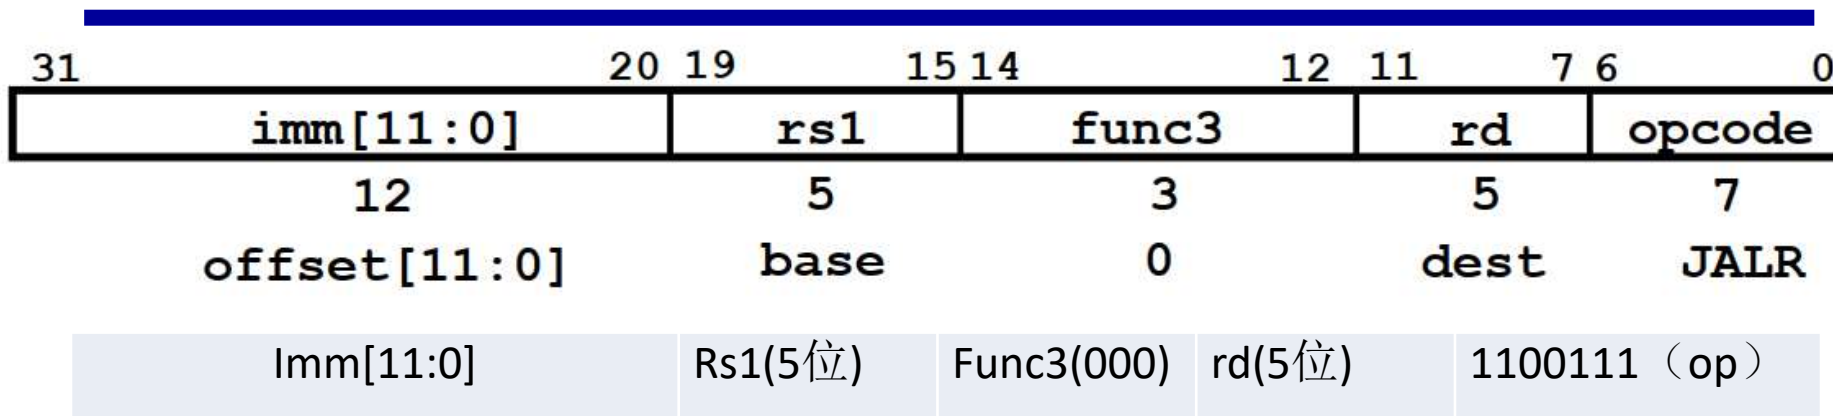 31 20 19 15 14 12 11 7 6 0
imm[11:0] rs1 func3 rd opcode
12 5 3 5 7
offset[11:0] base 0 dest JALR
Imm[11:0] Rs1(5位) Func3(000) rd(5位) 1100111（op）